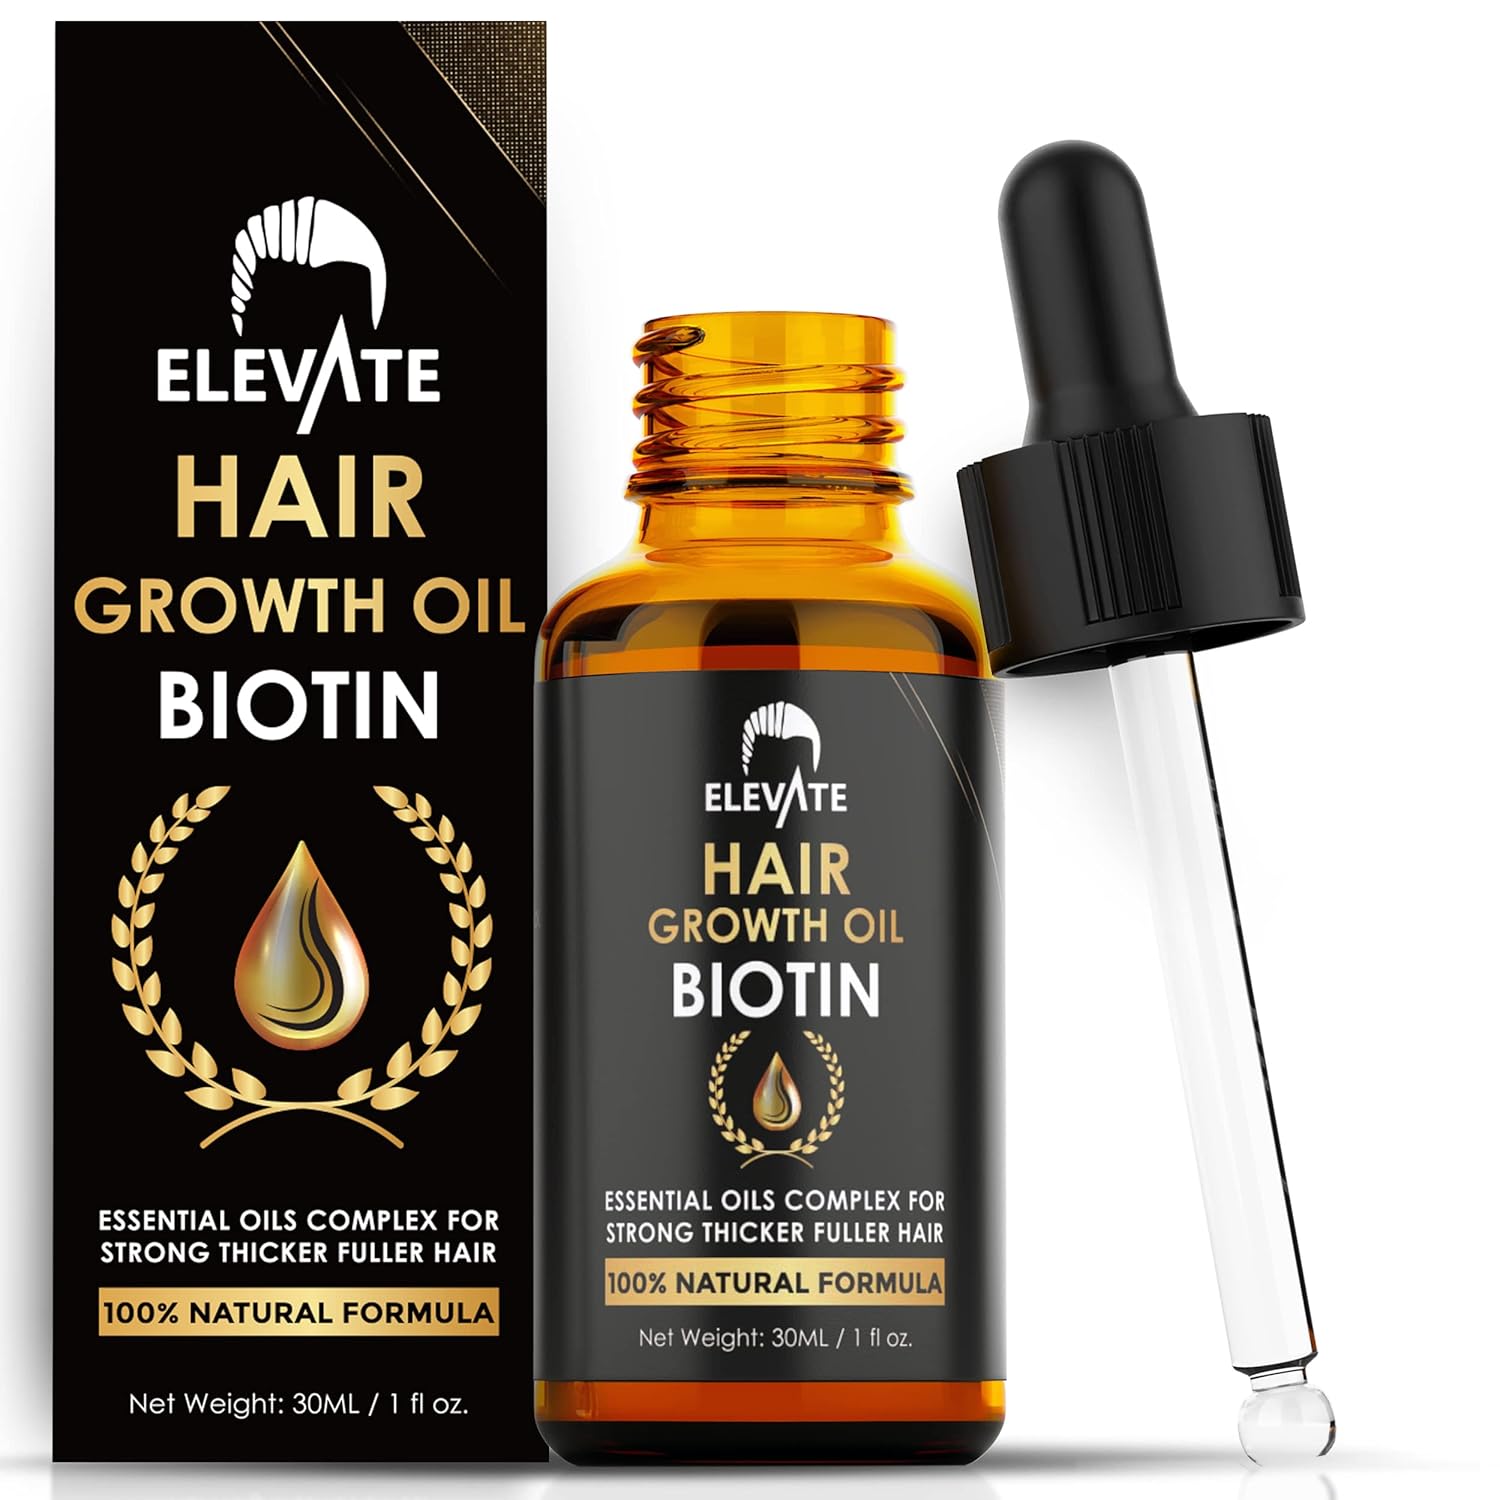 ELEVATE
HAIR
GROWTH OIL
BIOTIN
ESSENTIAL OILS COMPLEX FOR
STRONG THICKER FULLER HAIR
100% NATURAL FORMULA
Net Weight: 30ML / 1 fl oz.
ELEVATE
HAIR
GROWTH OIL
BIOTIN
ESSENTIAL OILS COMPLEX FOR
STRONG THICKER FULLER HAIR
100% NATURAL FORMULA
Net Weight: 30ML / 1 fl oz.